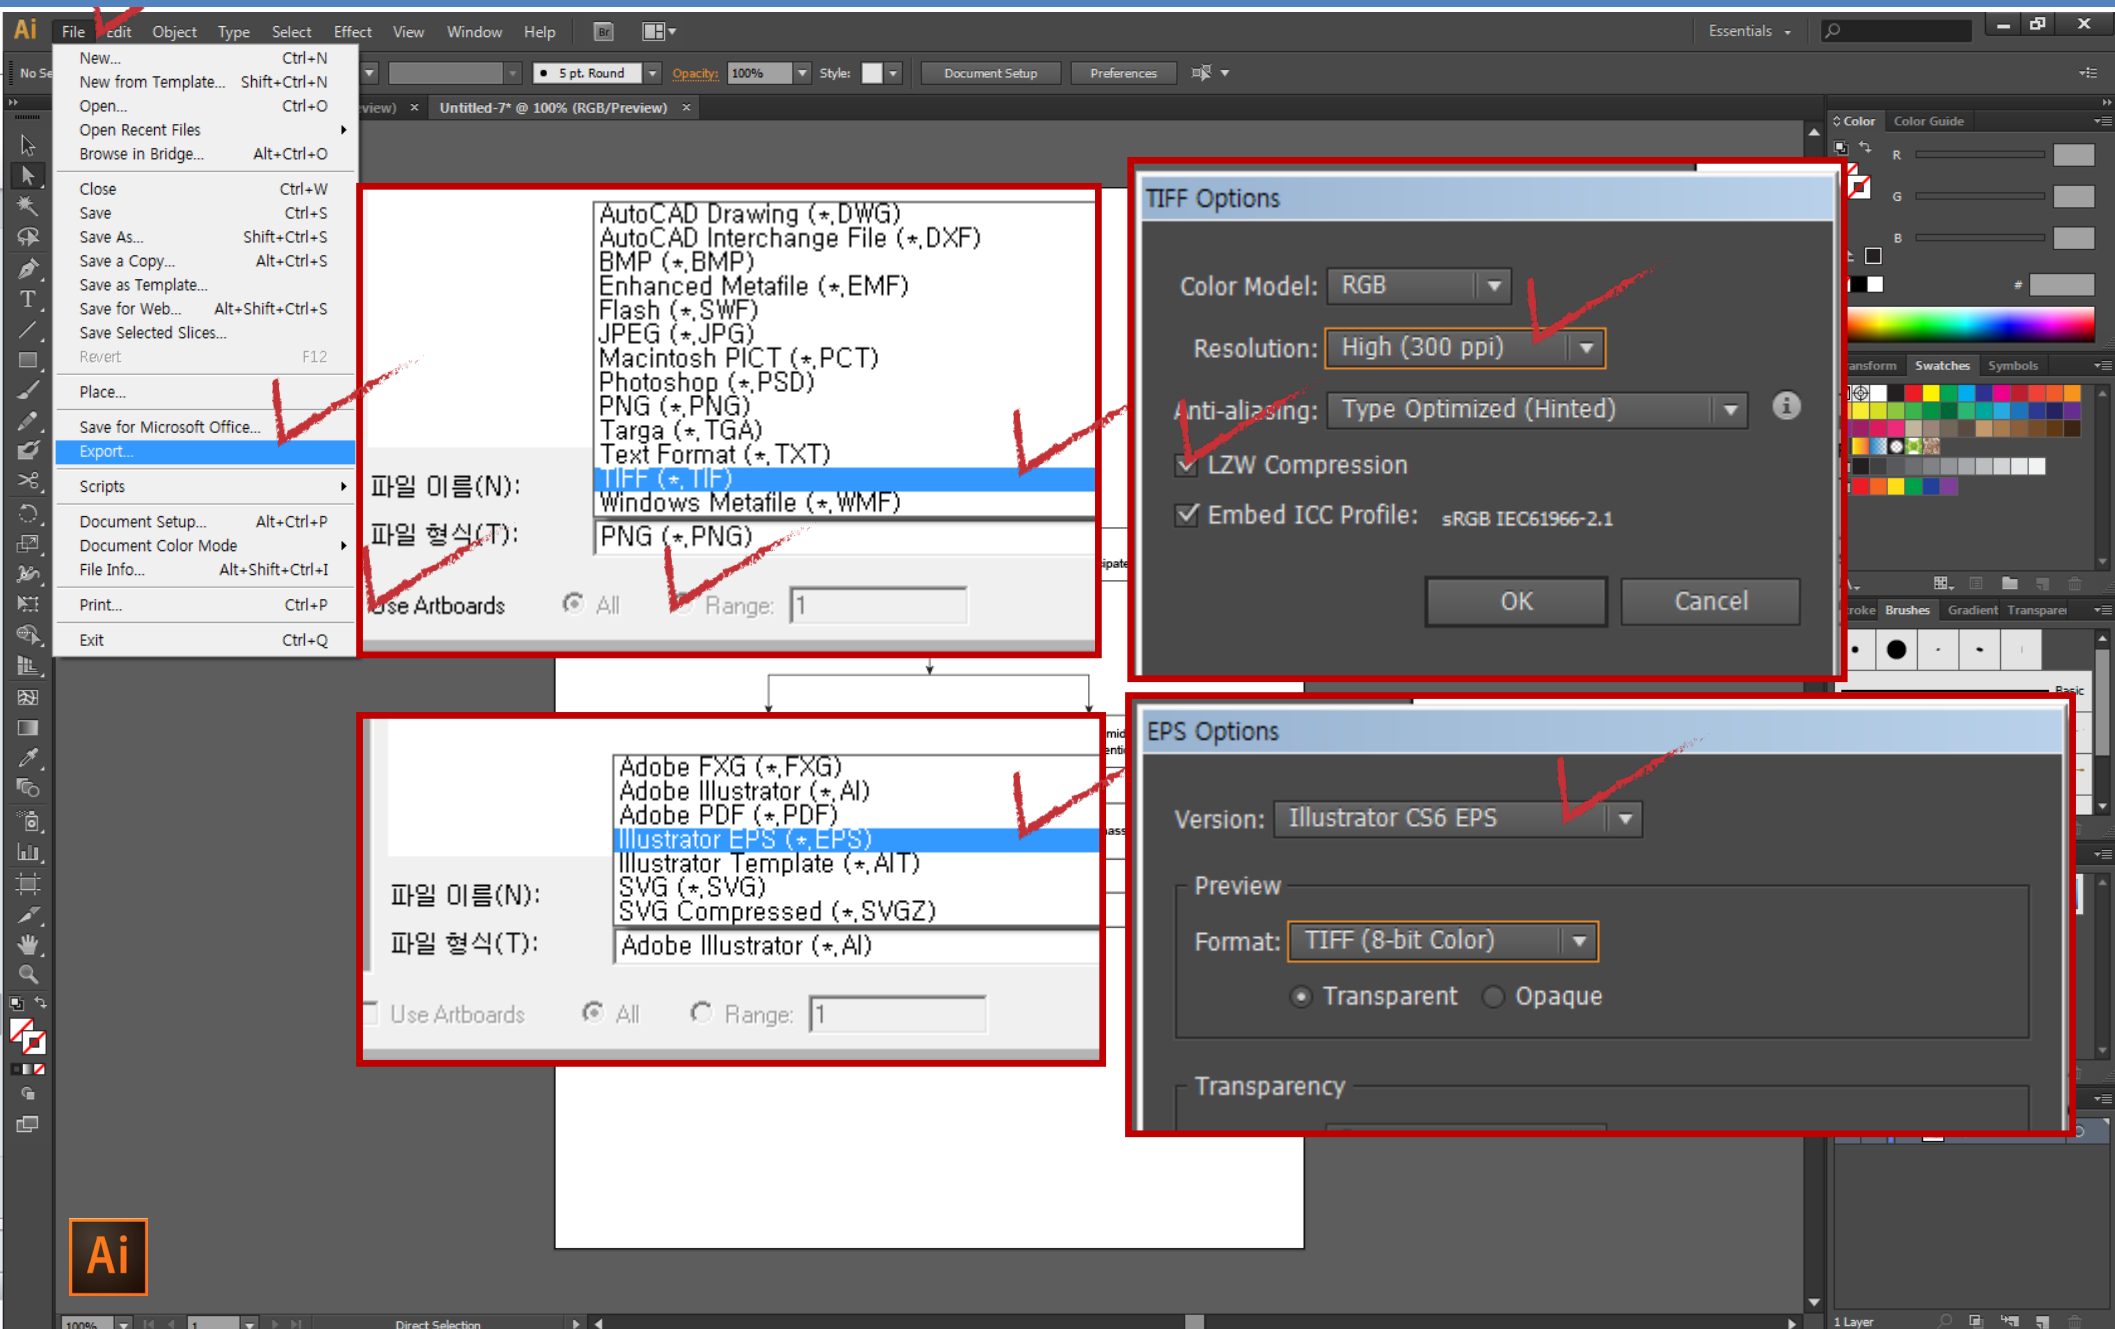 Ai File Edit Object Type Select Effect View Window Help Br Essentials
5 pt. Round Opacity: 100% Style: Document Setup Preferences
Untitled-7* @ 100% (RGB/Preview) ×
New... Ctrl+N
New from Template... Shift+Ctrl+N
Open... Ctrl+O
Open Recent Files
Browse in Bridge... Alt+Ctrl+O
Close Ctrl+W
Save Ctrl+S
Save As... Shift+Ctrl+S
Save a Copy... Alt+Ctrl+S
Save as Template...
Save for Web... Alt+Shift+Ctrl+S
Save Selected Slices...
Revert F12
Place...
Save for Microsoft Office...
Export...
Scripts
Document Setup... Alt+Ctrl+P
Document Color Mode
File Info... Alt+Shift+Ctrl+I
Print... Ctrl+P
Exit Ctrl+Q
AutoCAD Drawing (*,DWG)
AutoCAD Interchange File (*,DXF)
BMP (*,BMP)
Enhanced Metafile (*,EMF)
Flash (*,SWF)
JPEG (*,JPG)
Macintosh PICT (*,PCT)
Photoshop (*,PSD)
PNG (*,PNG)
Targa (*,TGA)
Text Format (*,TXT)
TIFF (*,TIF)
Windows Metafile (*,WMF)
파일 이름(N):
파일 형식(T): PNG (*,PNG)
Use Artboards All Range: 1
TIFF Options
Color Model: RGB
Resolution: High (300 ppi)
Anti-aliasing: Type Optimized (Hinted)
LZW Compression
Embed ICC Profile: sRGB IEC61966-2.1
OK Cancel
Adobe FXG (*,FXG)
Adobe Illustrator (*,AI)
Adobe PDF (*,PDF)
Illustrator EPS (*,EPS)
Illustrator Template (*,AIT)
SVG (*,SVG)
SVG Compressed (*,SVGZ)
파일 이름(N):
파일 형식(T): Adobe Illustrator (*,AI)
Use Artboards All Range: 1
EPS Options
Version: Illustrator CS6 EPS
Preview
Format: TIFF (8-bit Color)
Transparent Opaque
Transparency
Color Color Guide
R
G
B
#
Swatches Symbols
Brushes Gradient
Basic
Ai
100% 1 Direct Selection 1 Layer